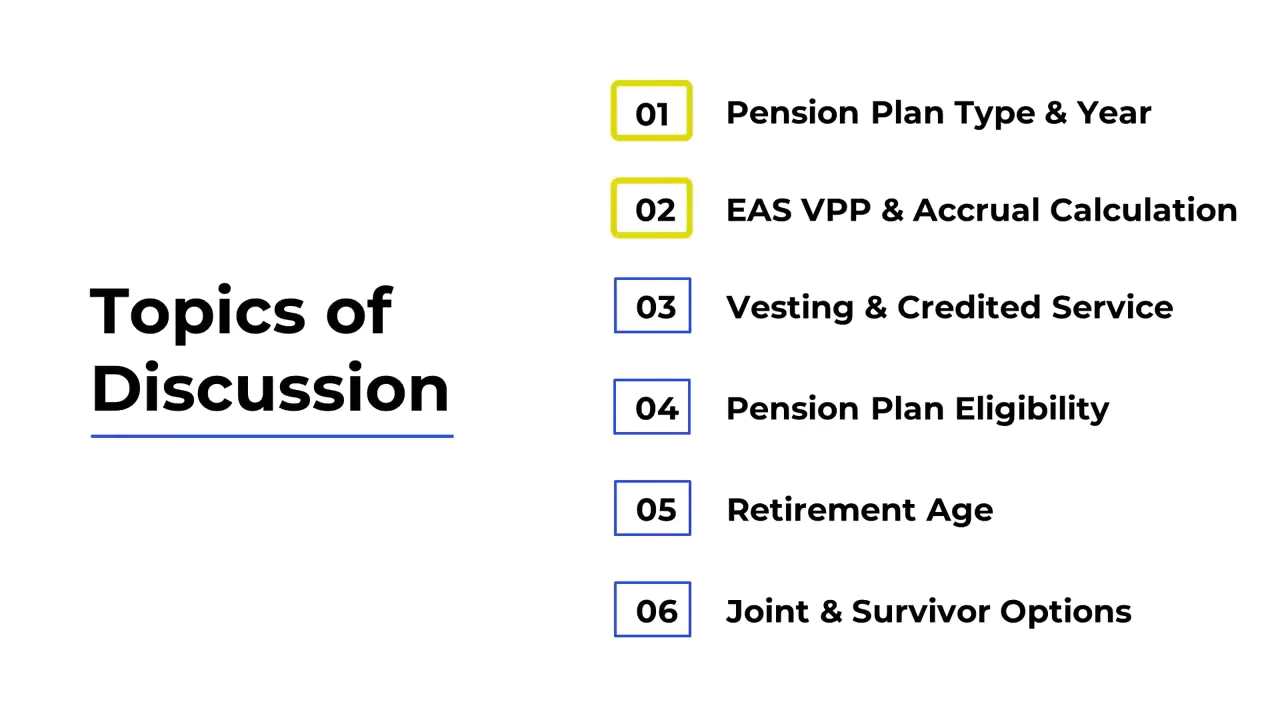 Topics of
Discussion
01 Pension Plan Type & Year
02 EAS VPP & Accrual Calculation
03 Vesting & Credited Service
04 Pension Plan Eligibility
05 Retirement Age
06 Joint & Survivor Options